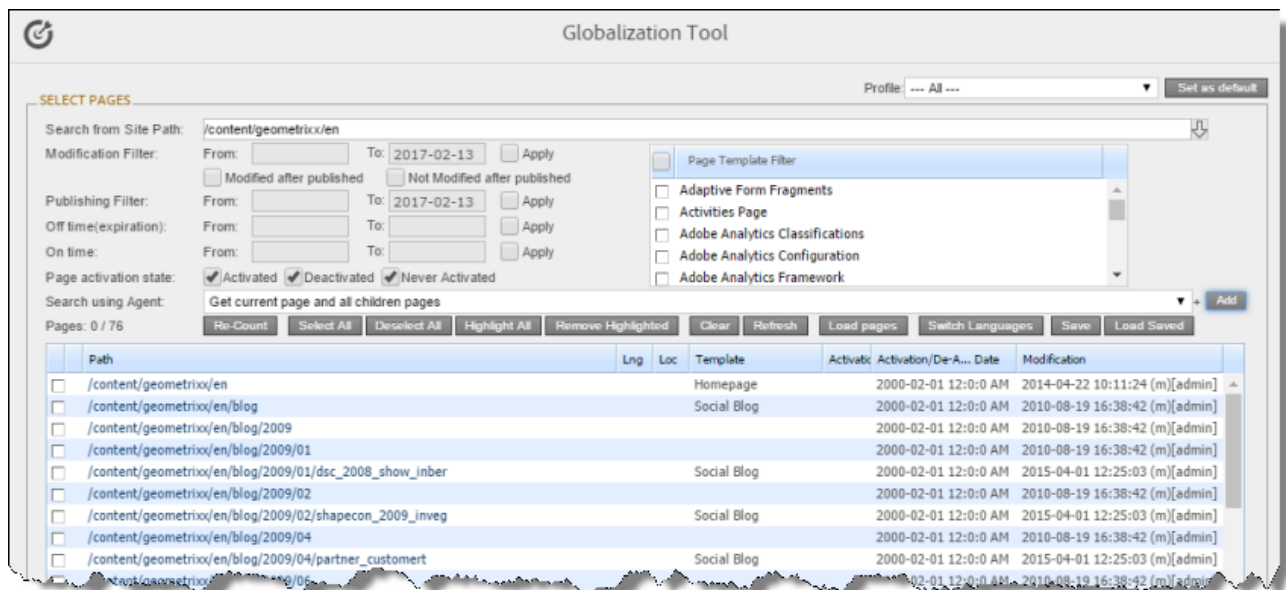 Globalization Tool
Profile: --- All --- Set as default
SELECT PAGES
Search from Site Path: /content/geometrixx/en
Modification Filter: From: To: 2017-02-13 Apply
Modified after published Not Modified after published
Publishing Filter: From: To: 2017-02-13 Apply
Off time(expiration): From: To: Apply
On time: From: To: Apply
Page activation state: Activated Deactivated Never Activated
Page Template Filter
Adaptive Form Fragments
Activities Page
Adobe Analytics Classifications
Adobe Analytics Configuration
Adobe Analytics Framework
Search using Agent: Get current page and all children pages + Add
Pages: 0 / 76 Re-Count Select All Deselect All Highlight All Remove Highlighted Clear Refresh Load pages Switch Languages Save Load Saved
Path Lng Loc Template Activatic Activation/De-A... Date Modification
/content/geometrixx/en Homepage 2000-02-01 12:0:0 AM 2014-04-22 10:11:24 (m)[admin]
/content/geometrixx/en/blog Social Blog 2000-02-01 12:0:0 AM 2010-08-19 16:38:42 (m)[admin]
/content/geometrixx/en/blog/2009 2000-02-01 12:0:0 AM 2010-08-19 16:38:42 (m)[admin]
/content/geometrixx/en/blog/2009/01 2000-02-01 12:0:0 AM 2010-08-19 16:38:42 (m)[admin]
/content/geometrixx/en/blog/2009/01/dsc_2008_show_inber Social Blog 2000-02-01 12:0:0 AM 2015-04-01 12:25:03 (m)[admin]
/content/geometrixx/en/blog/2009/02 2000-02-01 12:0:0 AM 2010-08-19 16:38:42 (m)[admin]
/content/geometrixx/en/blog/2009/02/shapecon_2009_inveg Social Blog 2000-02-01 12:0:0 AM 2015-04-01 12:25:03 (m)[admin]
/content/geometrixx/en/blog/2009/04 2000-02-01 12:0:0 AM 2010-08-19 16:38:42 (m)[admin]
/content/geometrixx/en/blog/2009/04/partner_customert Social Blog 2000-02-01 12:0:0 AM 2015-04-01 12:25:03 (m)[admin]
12:0:0 AM 2010-08-19 16:38:42